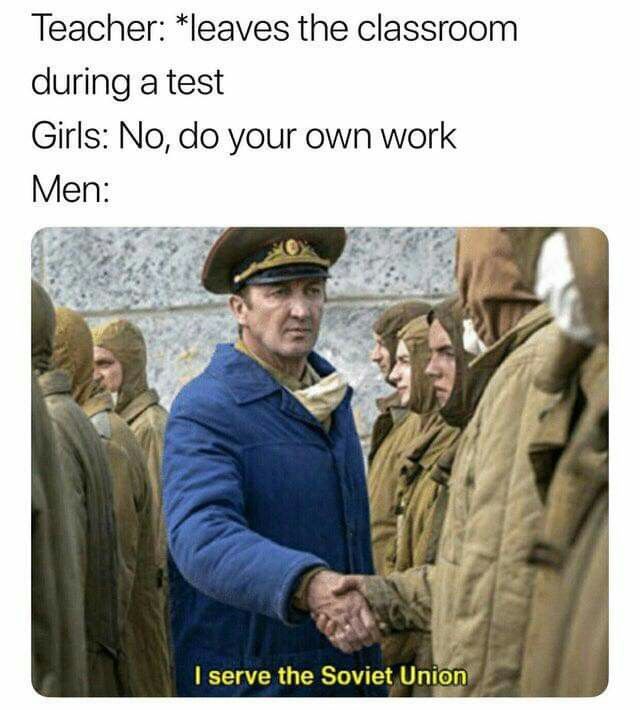 Teacher: *leaves the classroom
during a test
Girls: No, do your own work
Men:
I serve the Soviet Union